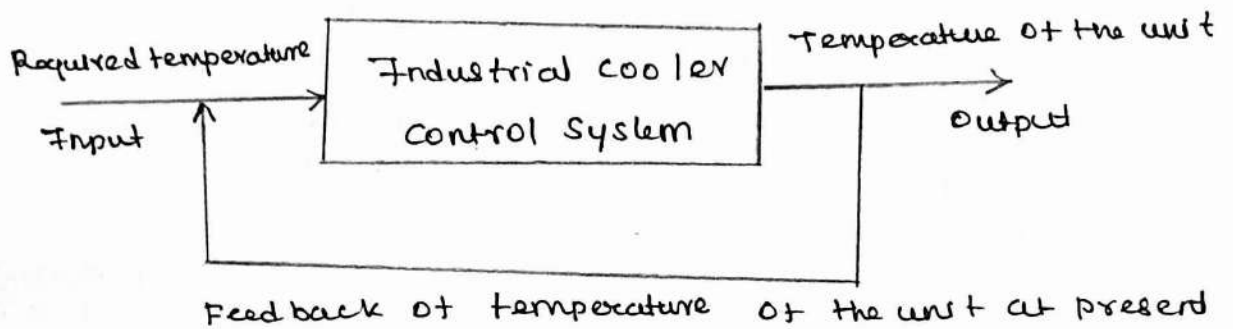 Required temperature
Input
Industrial cooler
control System
Temperature of the unit
Output
Feedback of temperature of the unit at present